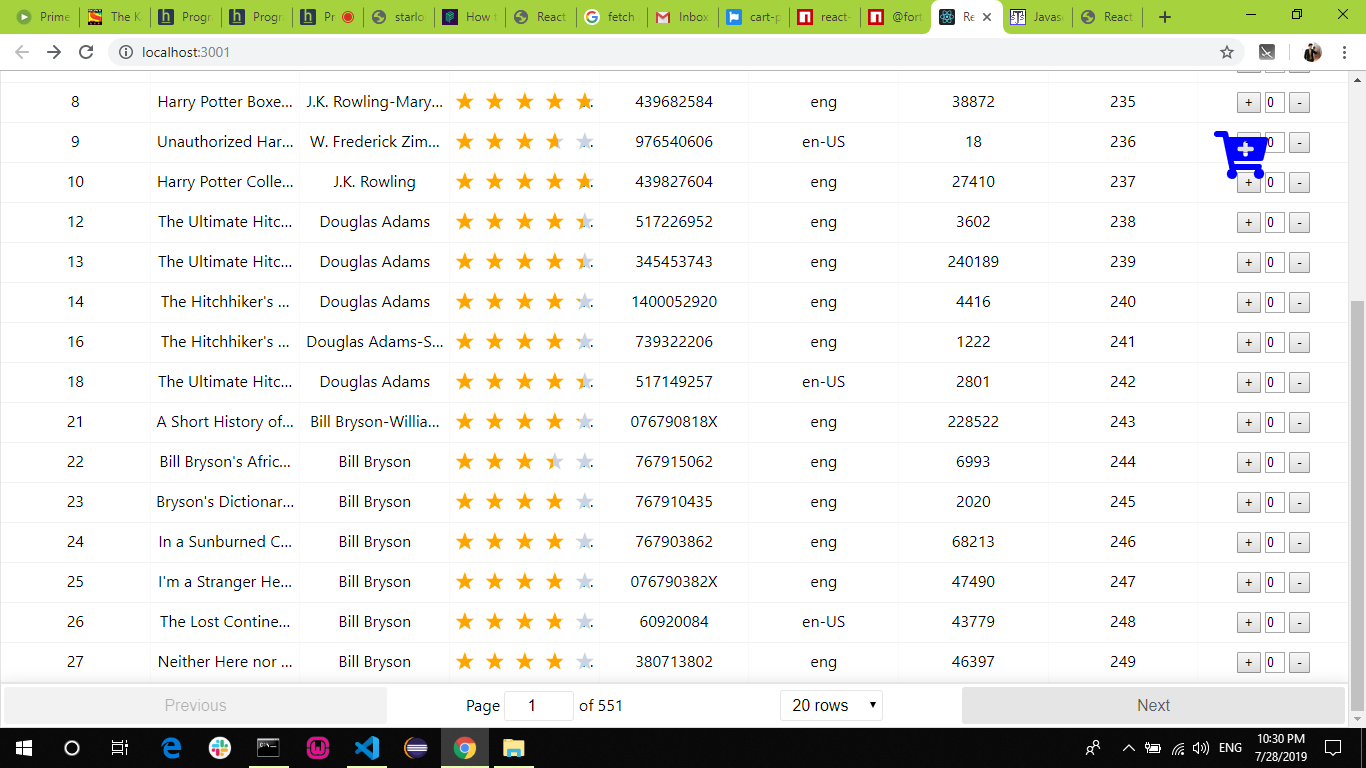 Prime The K Progr Progr Pr starlo How t React fetch Inbox cart-p react- @fort Re Javas React
localhost:3001
8 Harry Potter Boxe... J.K. Rowling-Mary... 439682584 eng 38872 235 + 0 -
9 Unauthorized Har... W. Frederick Zim... 976540606 en-US 18 236 0 -
10 Harry Potter Colle... J.K. Rowling 439827604 eng 27410 237 + 0 -
12 The Ultimate Hitc... Douglas Adams 517226952 eng 3602 238 + 0 -
13 The Ultimate Hitc... Douglas Adams 345453743 eng 240189 239 + 0 -
14 The Hitchhiker's ... Douglas Adams 1400052920 eng 4416 240 + 0 -
16 The Hitchhiker's ... Douglas Adams-S... 739322206 eng 1222 241 + 0 -
18 The Ultimate Hitc... Douglas Adams 517149257 en-US 2801 242 + 0 -
21 A Short History of... Bill Bryson-Willia... 076790818X eng 228522 243 + 0 -
22 Bill Bryson's Afric... Bill Bryson 767915062 eng 6993 244 + 0 -
23 Bryson's Dictionar... Bill Bryson 767910435 eng 2020 245 + 0 -
24 In a Sunburned C... Bill Bryson 767903862 eng 68213 246 + 0 -
25 I'm a Stranger He... Bill Bryson 076790382X eng 47490 247 + 0 -
26 The Lost Contine... Bill Bryson 60920084 en-US 43779 248 + 0 -
27 Neither Here nor ... Bill Bryson 380713802 eng 46397 249 + 0 -
Previous Page 1 of 551 20 rows Next
ENG 10:30 PM
7/28/2019